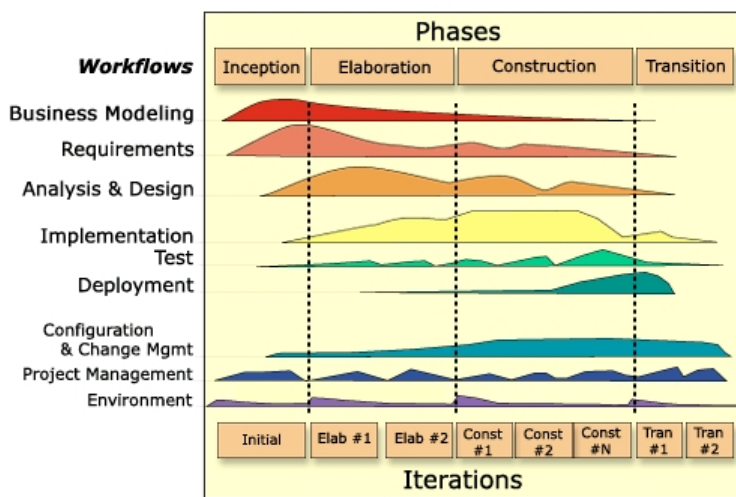 Phases
Workflows
Inception
Elaboration
Construction
Transition
Business Modeling
Requirements
Analysis & Design
Implementation
Test
Deployment
Configuration
& Change Mgmt
Project Management
Environment
Initial
Elab #1
Elab #2
Const
#1
Const
#2
Const
#N
Tran
#1
Tran
#2
Iterations